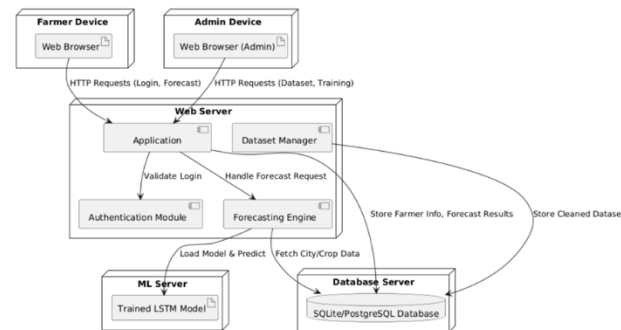 Farmer Device
Admin Device
Web Browser
Web Browser (Admin)
HTTP Requests (Login, Forecast)
HTTP Requests (Dataset, Training)
Web Server
Application
Dataset Manager
Validate Login
Handle Forecast Request
Authentication Module
Forecasting Engine
Store Farmer Info, Forecast Results
Store Cleaned Datase
Load Model & Predict
Fetch City/Crop Data
ML Server
Database Server
Trained LSTM Model
SQLite/PostgreSQL Database